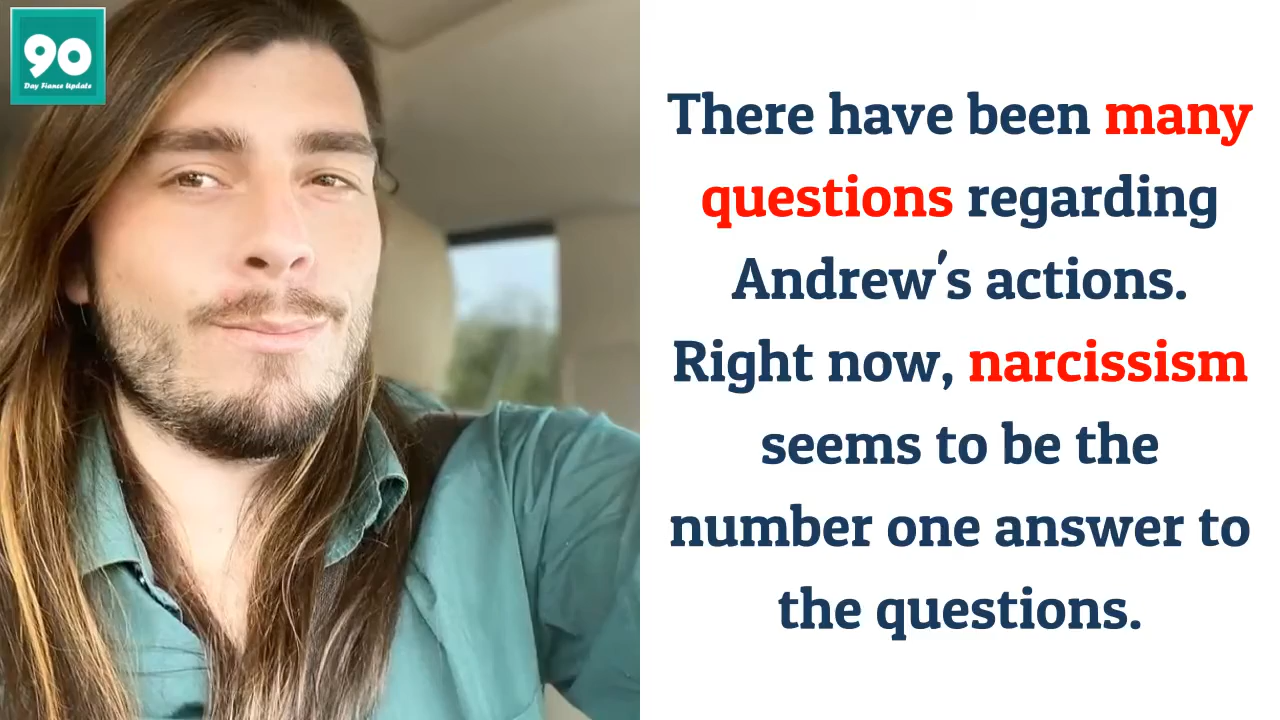 90
Day Fiance Update
There have been many
questions regarding
Andrew's actions.
Right now, narcissism
seems to be the
number one answer to
the questions.